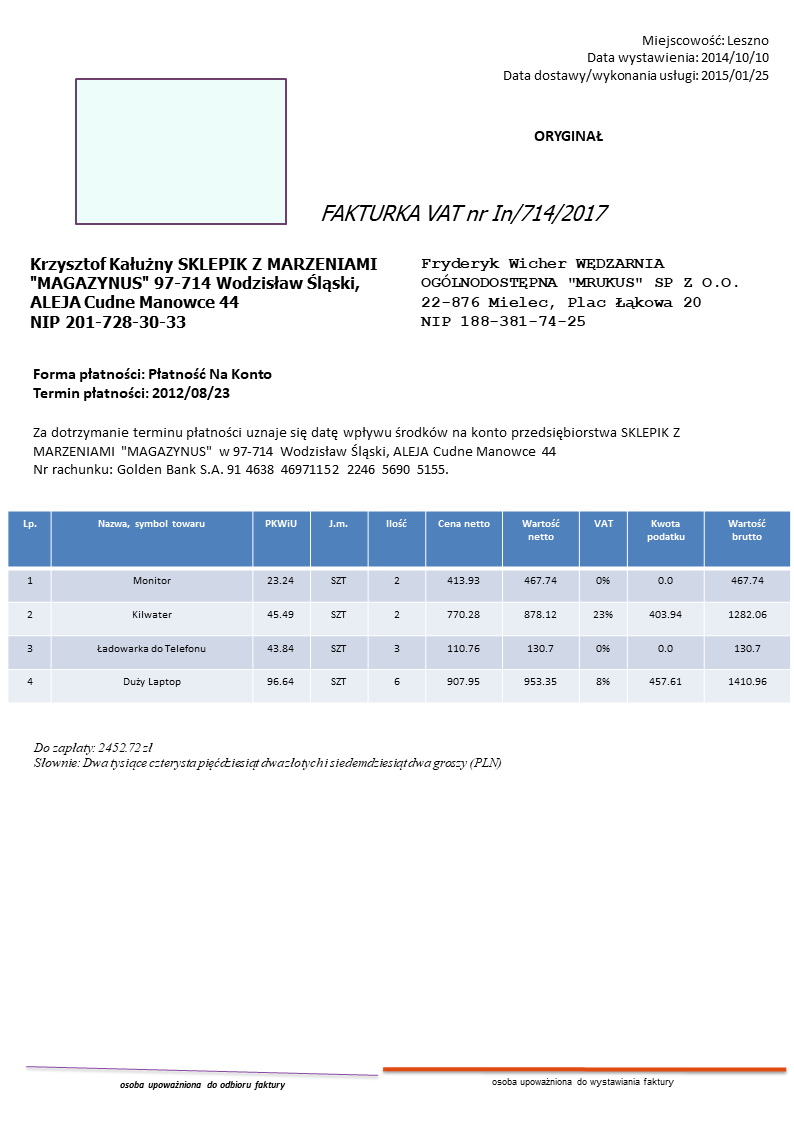 Miejscowość: Leszno
Data wystawienia: 2014/10/10
Data dostawy/wykonania usługi: 2015/01/25
ORYGINAŁ
FAKTURKA VAT nr In/714/2017
Krzysztof Kałużny SKLEPIK Z MARZENIAMI
"MAGAZYNUS" 97-714 Wodzisław Śląski,
ALEJA Cudne Manowce 44
NIP 201-728-30-33
Fryderyk Wicher WĘDZARNIA
OGÓLNODOSTĘPNA "MRUKUS" SP Z O.O.
22-876 Mielec, Plac Łąkowa 20
NIP 188-381-74-25
Forma płatności: Płatność Na Konto
Termin płatności: 2012/08/23
Za dotrzymanie terminu płatności uznaje się datę wpływu środków na konto przedsiębiorstwa SKLEPIK Z
MARZENIAMI "MAGAZYNUS" w 97-714 Wodzisław Śląski, ALEJA Cudne Manowce 44
Nr rachunku: Golden Bank S.A. 91 4638 46971152 2246 5690 5155.
Lp. Nazwa, symbol towaru PKWiU J.m. Ilość Cena netto Wartość netto VAT Kwota podatku Wartość brutto
1 Monitor 23.24 SZT 2 413.93 467.74 0% 0.0 467.74
2 Kilwater 45.49 SZT 2 770.28 878.12 23% 403.94 1282.06
3 Ładowarka do Telefonu 43.84 SZT 3 110.76 130.7 0% 0.0 130.7
4 Duży Laptop 96.64 SZT 6 907.95 953.35 8% 457.61 1410.96
Do zapłaty: 2452.72 zł
Słownie: Dwa tysiące czterysta pięćdziesiąt dwa złotych i siedemdziesiąt dwa groszy (PLN)
osoba upoważniona do odbioru faktury
osoba upoważniona do wystawiania faktury